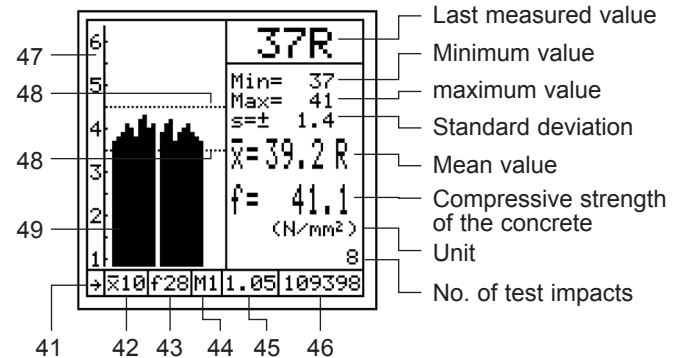 37R
Last measured value
Min= 37
Minimum value
Max= 41
maximum value
s=± 1.4
Standard deviation
x̅=39.2 R
Mean value
f= 41.1
Compressive strength
of the concrete
(N/mm²)
Unit
8
No. of test impacts
6
5
4
3
2
1
47
48
48
49
→ x̅10 f28 M1 1.05 109398
41 42 43 44 45 46